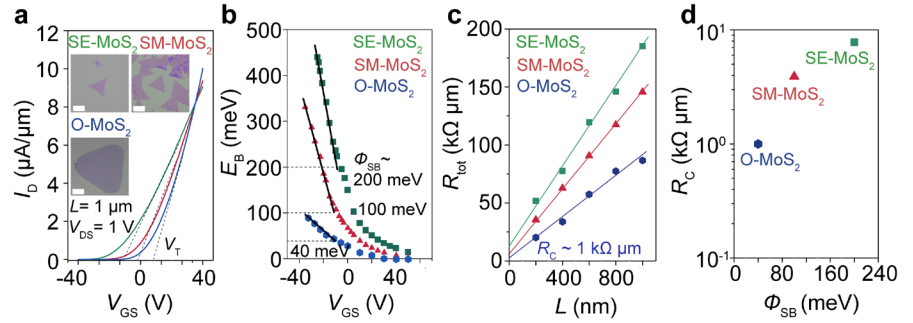 a
SE-MoS₂ SM-MoS₂
12
10
8
6
4
2
0
I_D (μA/μm)
O-MoS₂
L= 1 μm
V_DS= 1 V
V_T
-40 0 40
V_GS (V)
b
SE-MoS₂
SM-MoS₂
O-MoS₂
500
400
300
200
100
0
E_B (meV)
Φ_SB~
200 meV
100 meV
40 meV
-40 0 40
V_GS (V)
c
SE-MoS₂
SM-MoS₂
O-MoS₂
200
150
100
50
0
R_tot (kΩ μm)
R_C ~ 1 kΩ μm
0 200 400 600 800
L (nm)
d
10¹
10⁰
10⁻¹
R_C (kΩ μm)
SE-MoS₂
SM-MoS₂
O-MoS₂
0 80 160 240
Φ_SB (meV)